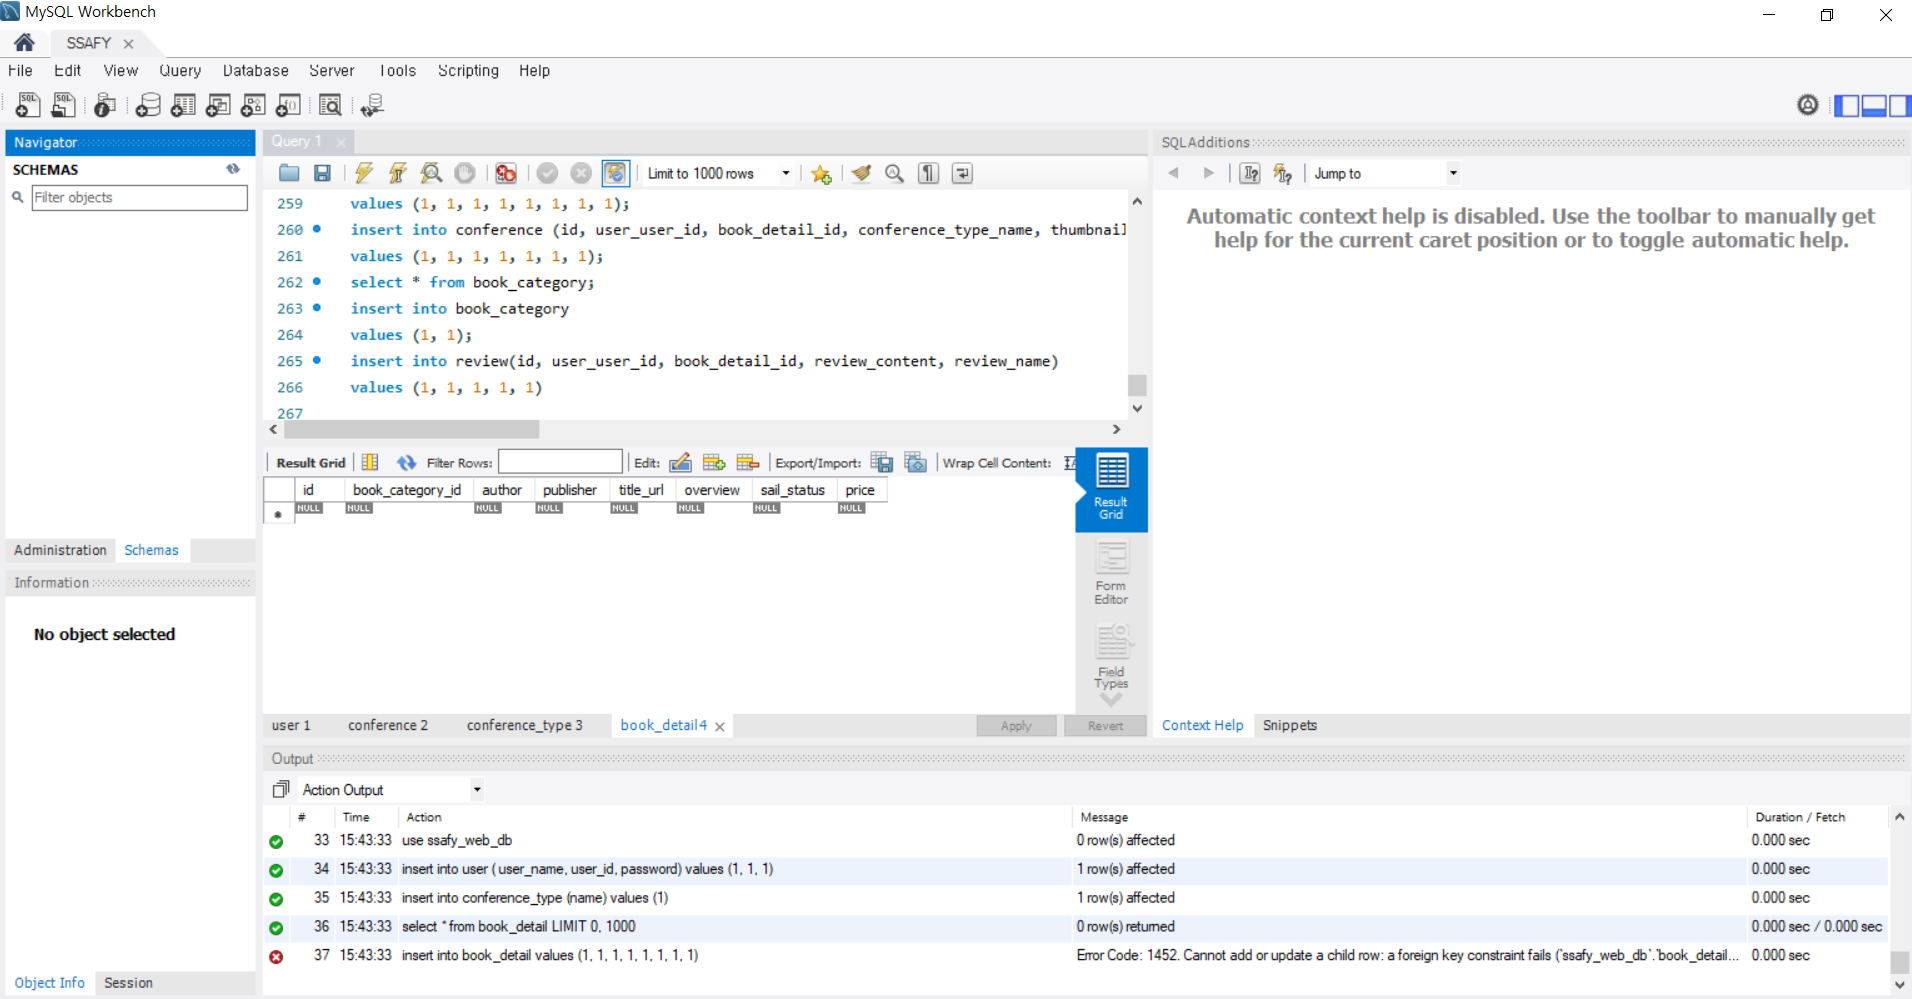 MySQL Workbench
SSAFY
File Edit View Query Database Server Tools Scripting Help
Navigator
SCHEMAS
Filter objects
Administration Schemas
Information
No object selected
Object Info Session
Query 1
Limit to 1000 rows
259 values (1, 1, 1, 1, 1, 1, 1, 1);
260 insert into conference (id, user_user_id, book_detail_id, conference_type_name, thumbnail
261 values (1, 1, 1, 1, 1, 1, 1);
262 select * from book_category;
263 insert into book_category
264 values (1, 1);
265 insert into review(id, user_user_id, book_detail_id, review_content, review_name)
266 values (1, 1, 1, 1, 1)
267
Result Grid Filter Rows: Edit: Export/Import: Wrap Cell Content:
id book_category_id author publisher title_url overview sail_status price
NULL NULL NULL NULL NULL NULL NULL NULL
Result Grid
Form Editor
Field Types
user 1 conference 2 conference_type 3 book_detail4
Apply Revert
SQLAdditions
Jump to
Automatic context help is disabled. Use the toolbar to manually get
help for the current caret position or to toggle automatic help.
Context Help Snippets
Output
Action Output
# Time Action Message Duration / Fetch
33 15:43:33 use ssafy_web_db 0 row(s) affected 0.000 sec
34 15:43:33 insert into user ( user_name, user_id, password) values (1, 1, 1) 1 row(s) affected 0.000 sec
35 15:43:33 insert into conference_type (name) values (1) 1 row(s) affected 0.000 sec
36 15:43:33 select * from book_detail LIMIT 0, 1000 0 row(s) returned 0.000 sec / 0.000 sec
37 15:43:33 insert into book_detail values (1, 1, 1, 1, 1, 1, 1, 1) Error Code: 1452. Cannot add or update a child row: a foreign key constraint fails (`ssafy_web_db`.`book_detail... 0.000 sec